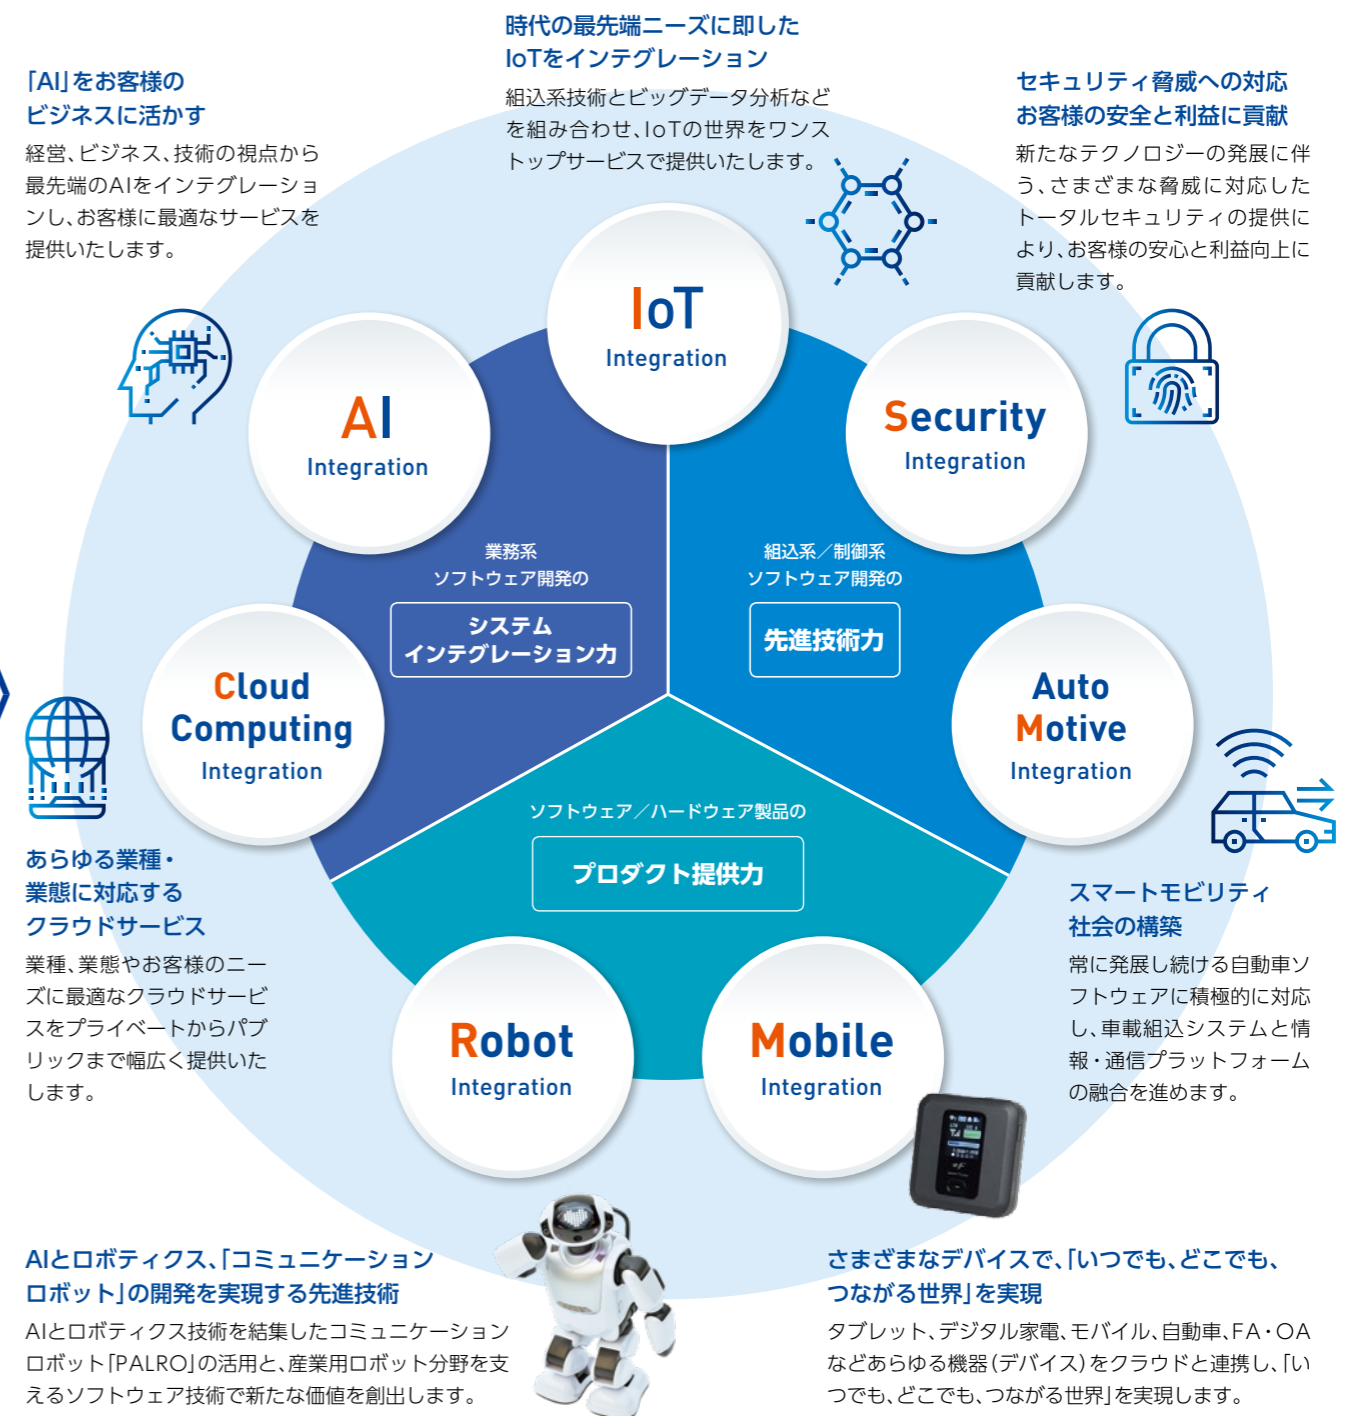 時代の最先端ニーズに即した
IoTをインテグレーション
組込系技術とビッグデータ分析など
を組み合わせ、IoTの世界をワンス
トップサービスで提供いたします。
「AI」をお客様の
ビジネスに活かす
経営、ビジネス、技術の視点から
最先端のAIをインテグレーショ
ンし、お客様に最適なサービスを
提供いたします。
セキュリティ脅威への対応
お客様の安全と利益に貢献
新たなテクノロジーの発展に伴
う、さまざまな脅威に対応した
トータルセキュリティの提供に
より、お客様の安心と利益向上に
貢献します。
IoT
Integration
AI
Integration
Security
Integration
業務系
ソフトウェア開発の
システム
インテグレーション力
組込系／制御系
ソフトウェア開発の
先進技術力
Cloud
Computing
Integration
Auto
Motive
Integration
ソフトウェア／ハードウェア製品の
プロダクト提供力
あらゆる業種・
業態に対応する
クラウドサービス
業種、業態やお客様のニー
ズに最適なクラウドサービ
スをプライベートからパブ
リックまで幅広く提供いた
します。
スマートモビリティ
社会の構築
常に発展し続ける自動車ソ
フトウェアに積極的に対応
し、車載組込システムと情
報・通信プラットフォーム
の融合を進めます。
Robot
Integration
Mobile
Integration
AIとロボティクス、「コミュニケーション
ロボット」の開発を実現する先進技術
AIとロボティクス技術を結集したコミュニケーション
ロボット「PALRO」の活用と、産業用ロボット分野を支
えるソフトウェア技術で新たな価値を創出します。
さまざまなデバイスで、「いつでも、どこでも、
つながる世界」を実現
タブレット、デジタル家電、モバイル、自動車、FA・OA
などあらゆる機器（デバイス）をクラウドと連携し、「い
つでも、どこでも、つながる世界」を実現します。